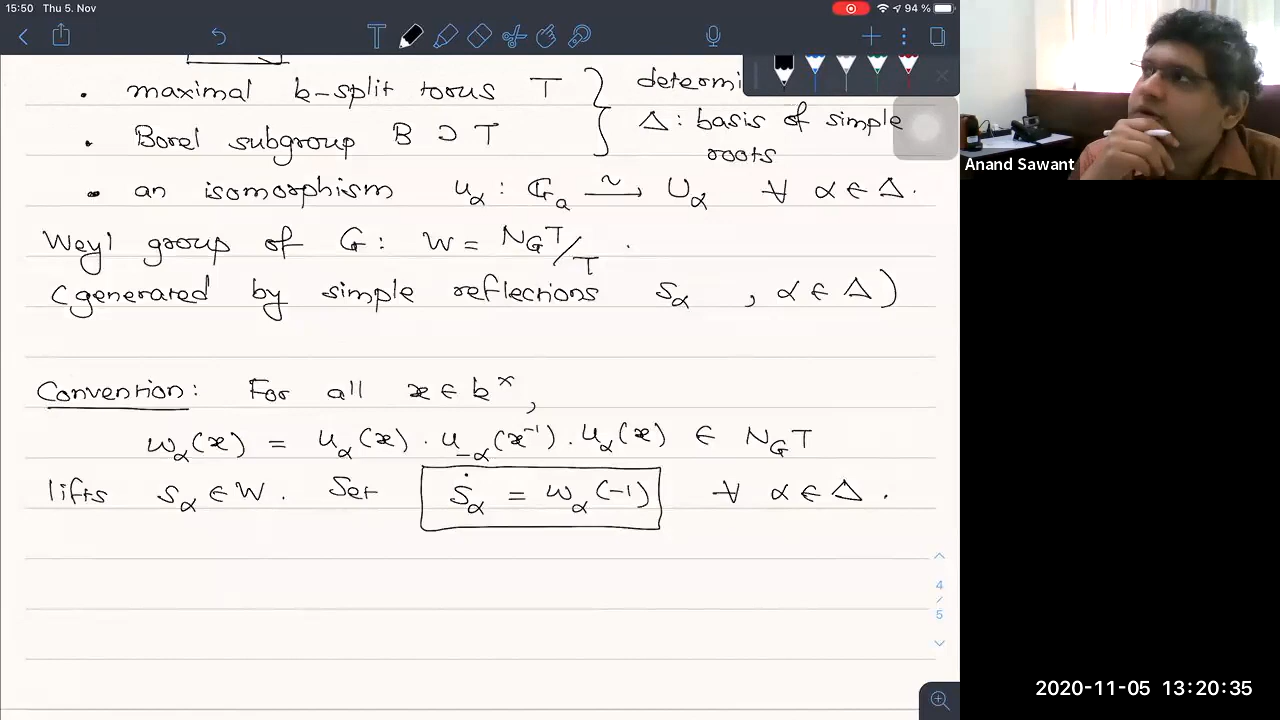 15:50 Thu 5. Nov
94 %
. maximal k-split torus T
. Borel subgroup B ⊃ T
determi
Δ : basis of simple
roots
- an isomorphism u_α : 𝔾_a ⥲ U_α ∀ α ∈ Δ.
Weyl group of G : W = N_G T / T .
(generated by simple reflections s_α , α ∈ Δ)
Convention : For all x ∈ k^× ,
w_α(x) = u_α(x) . u_{-α}(x^{-1}) . u_α(x) ∈ N_G T
lifts s_α ∈ W . Set ṡ_α = w_α(-1) ∀ α ∈ Δ .
4
/
5
Anand Sawant
2020-11-05 13:20:35